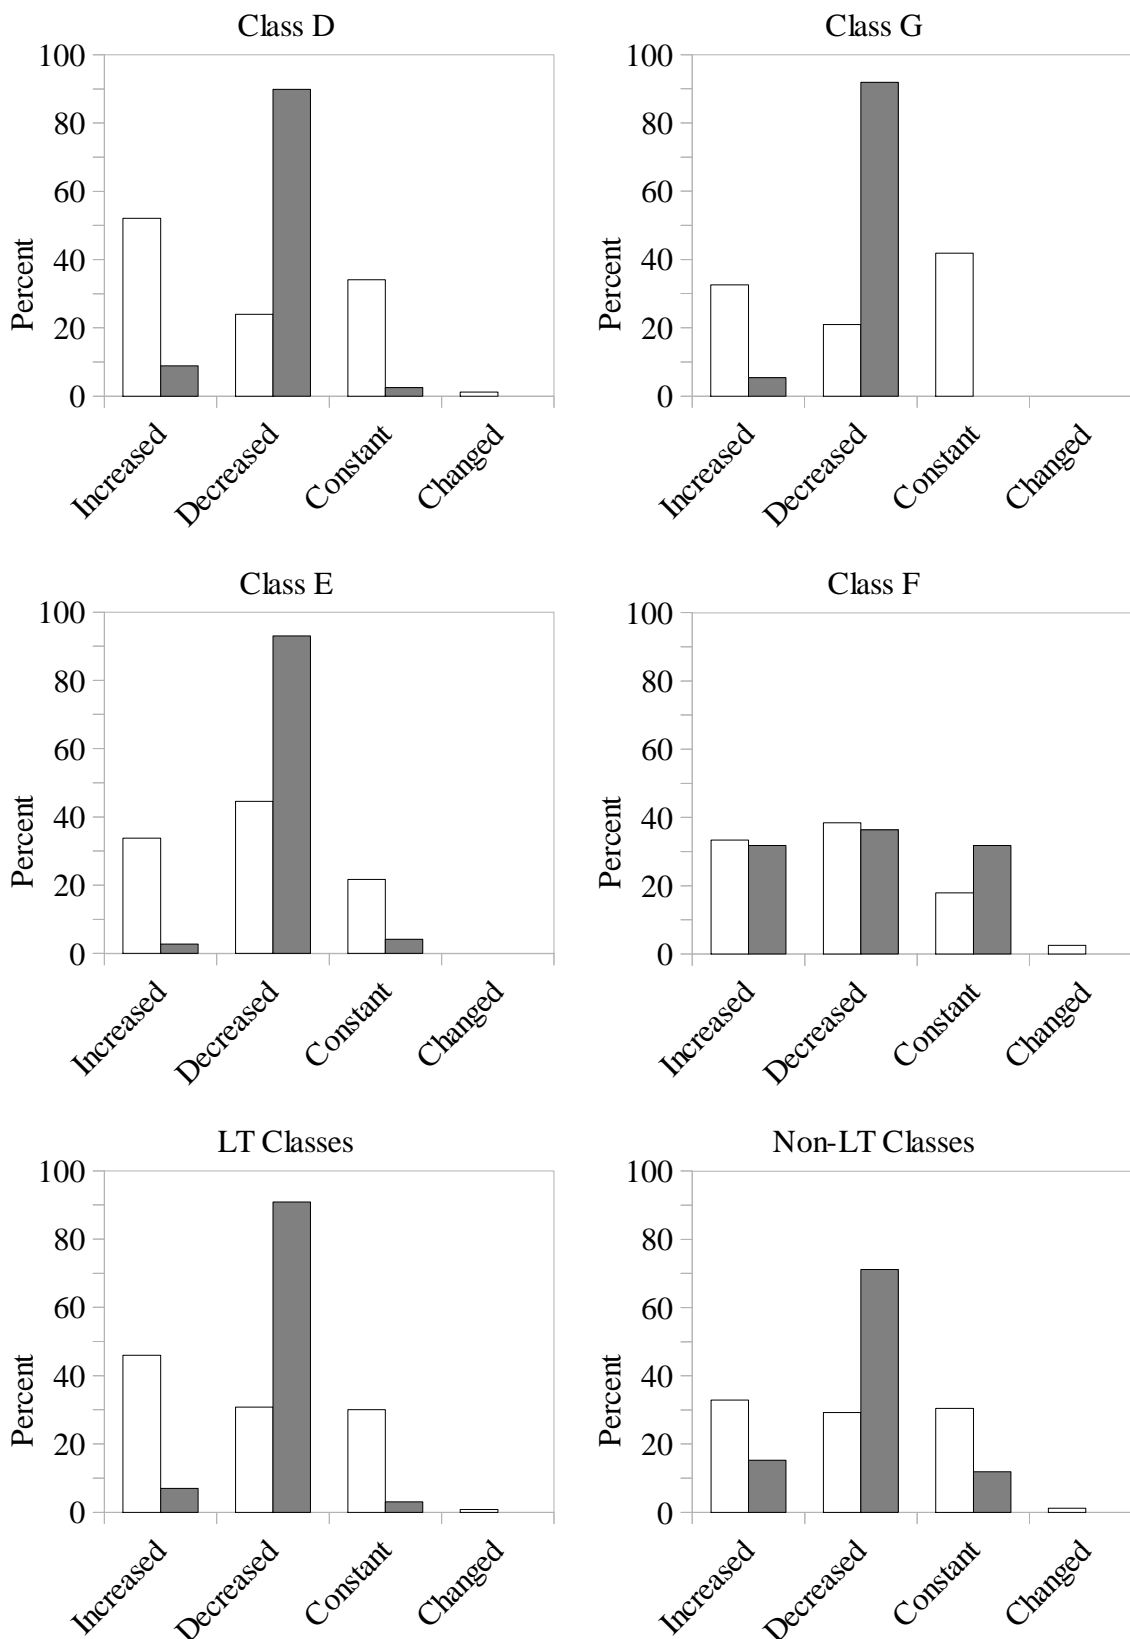 Class D
100
80
60
40
20
0
Percent
Increased
Decreased
Constant
Changed
Class G
100
80
60
40
20
0
Percent
Increased
Decreased
Constant
Changed
Class E
100
80
60
40
20
0
Percent
Increased
Decreased
Constant
Changed
Class F
100
80
60
40
20
0
Percent
Increased
Decreased
Constant
Changed
LT Classes
100
80
60
40
20
0
Percent
Increased
Decreased
Constant
Changed
Non-LT Classes
100
80
60
40
20
0
Percent
Increased
Decreased
Constant
Changed